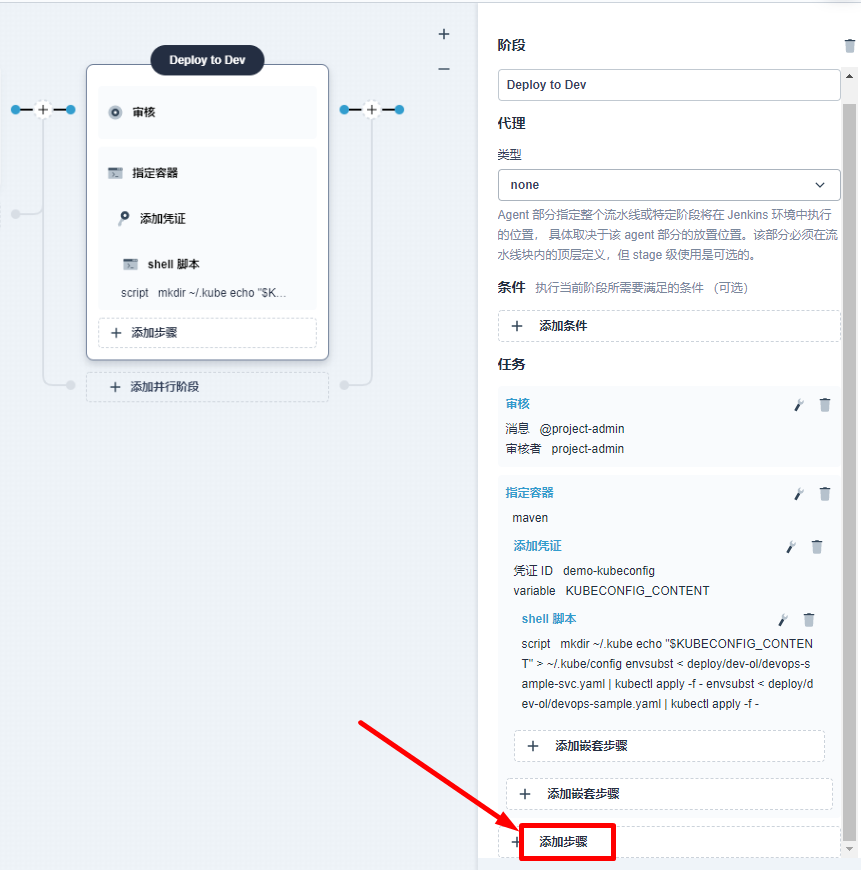 Deploy to Dev
审核
指定容器
添加凭证
shell 脚本
script mkdir ~/.kube echo "$K...
添加步骤
添加并行阶段
阶段
Deploy to Dev
代理
类型
none
Agent 部分指定整个流水线或特定阶段将在 Jenkins 环境中执行
的位置， 具体取决于该 agent 部分的放置位置。该部分必须在流
水线块内的顶层定义，但 stage 级使用是可选的。
条件 执行当前阶段所需要满足的条件 （可选）
添加条件
任务
审核
消息 @project-admin
审核者 project-admin
指定容器
maven
添加凭证
凭证 ID demo-kubeconfig
variable KUBECONFIG_CONTENT
shell 脚本
script mkdir ~/.kube echo "$KUBECONFIG_CONTEN
T" > ~/.kube/config envsubst < deploy/dev-ol/devops-s
ample-svc.yaml | kubectl apply -f - envsubst < deploy/d
ev-ol/devops-sample.yaml | kubectl apply -f -
添加嵌套步骤
添加嵌套步骤
添加步骤